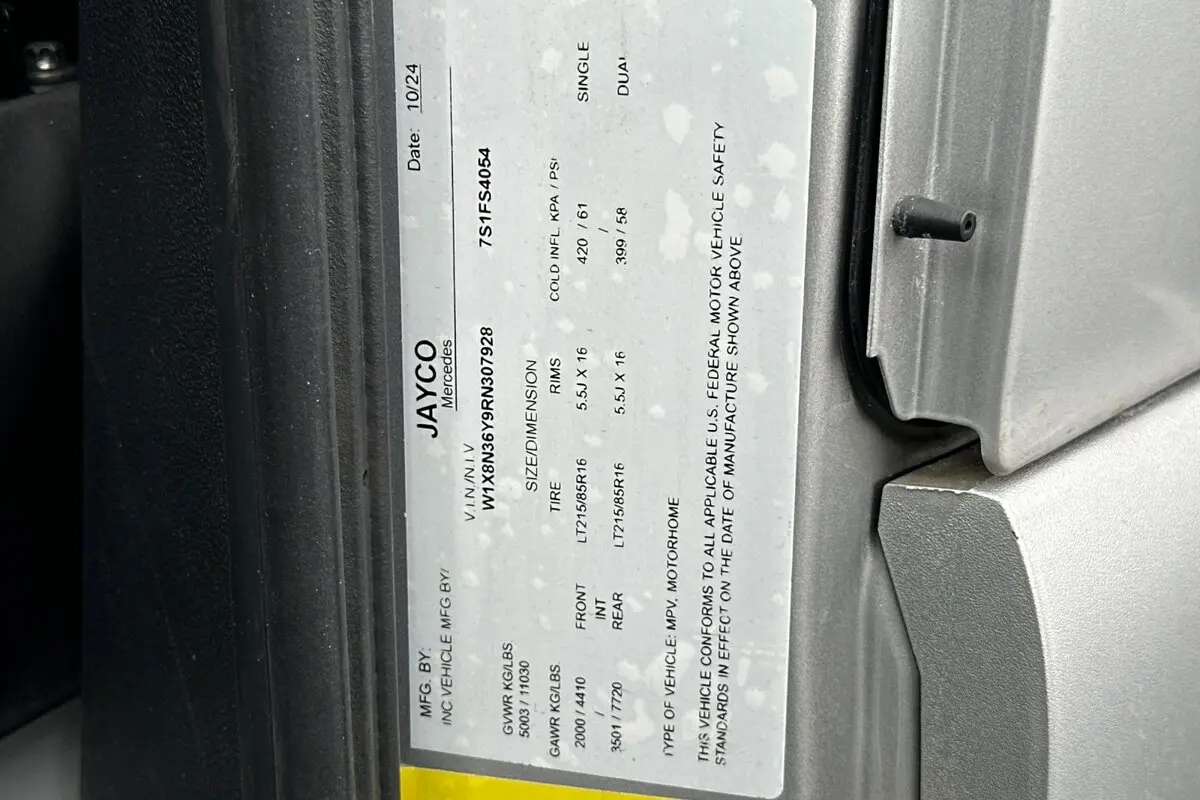 MFG. BY: JAYCO Date: 10/24
INC VEHICLE MFG BY/ Mercedes
V.I.N./N.I.V
W1X8N36Y9RN307928 7S1FS4054
GVWR KG/LBS
5003 / 11030 SIZE/DIMENSION
GAWR KG/LBS TIRE RIMS COLD INFL. KPA / PSI
2000 / 4410 FRONT LT215/85R16 5.5J X 16 420 / 61 SINGLE
/ INT /
3501 / 7720 REAR LT215/85R16 5.5J X 16 399 / 58 DUAL
TYPE OF VEHICLE: MPV, MOTORHOME
THIS VEHICLE CONFORMS TO ALL APPLICABLE U.S. FEDERAL MOTOR VEHICLE SAFETY
STANDARDS IN EFFECT ON THE DATE OF MANUFACTURE SHOWN ABOVE